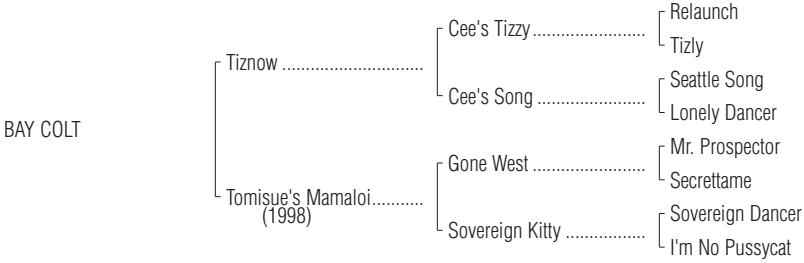 Relaunch
Cee's Tizzy........................
Tizly
Tiznow ..............................
Seattle Song
Cee's Song .......................
Lonely Dancer
BAY COLT
Mr. Prospector
Gone West ........................
Secrettame
Tomisue's Mamaloi...........
(1998)
Sovereign Dancer
Sovereign Kitty .................
I'm No Pussycat